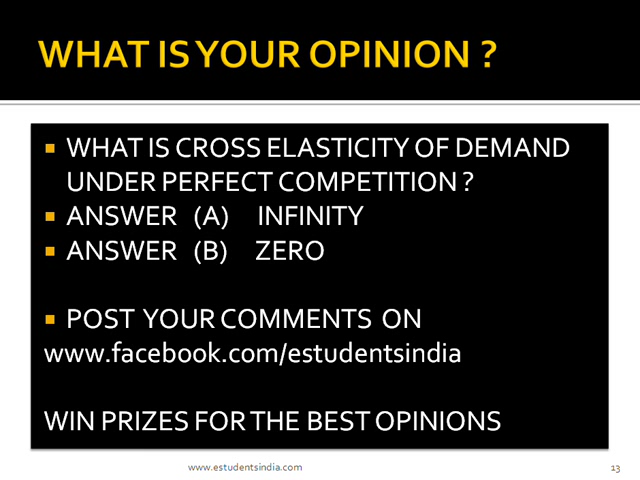 WHAT IS YOUR OPINION ?
WHAT IS CROSS ELASTICITY OF DEMAND
UNDER PERFECT COMPETITION ?
ANSWER (A) INFINITY
ANSWER (B) ZERO
POST YOUR COMMENTS ON
www.facebook.com/estudentsindia
WIN PRIZES FOR THE BEST OPINIONS
www.estudentsindia.com
13